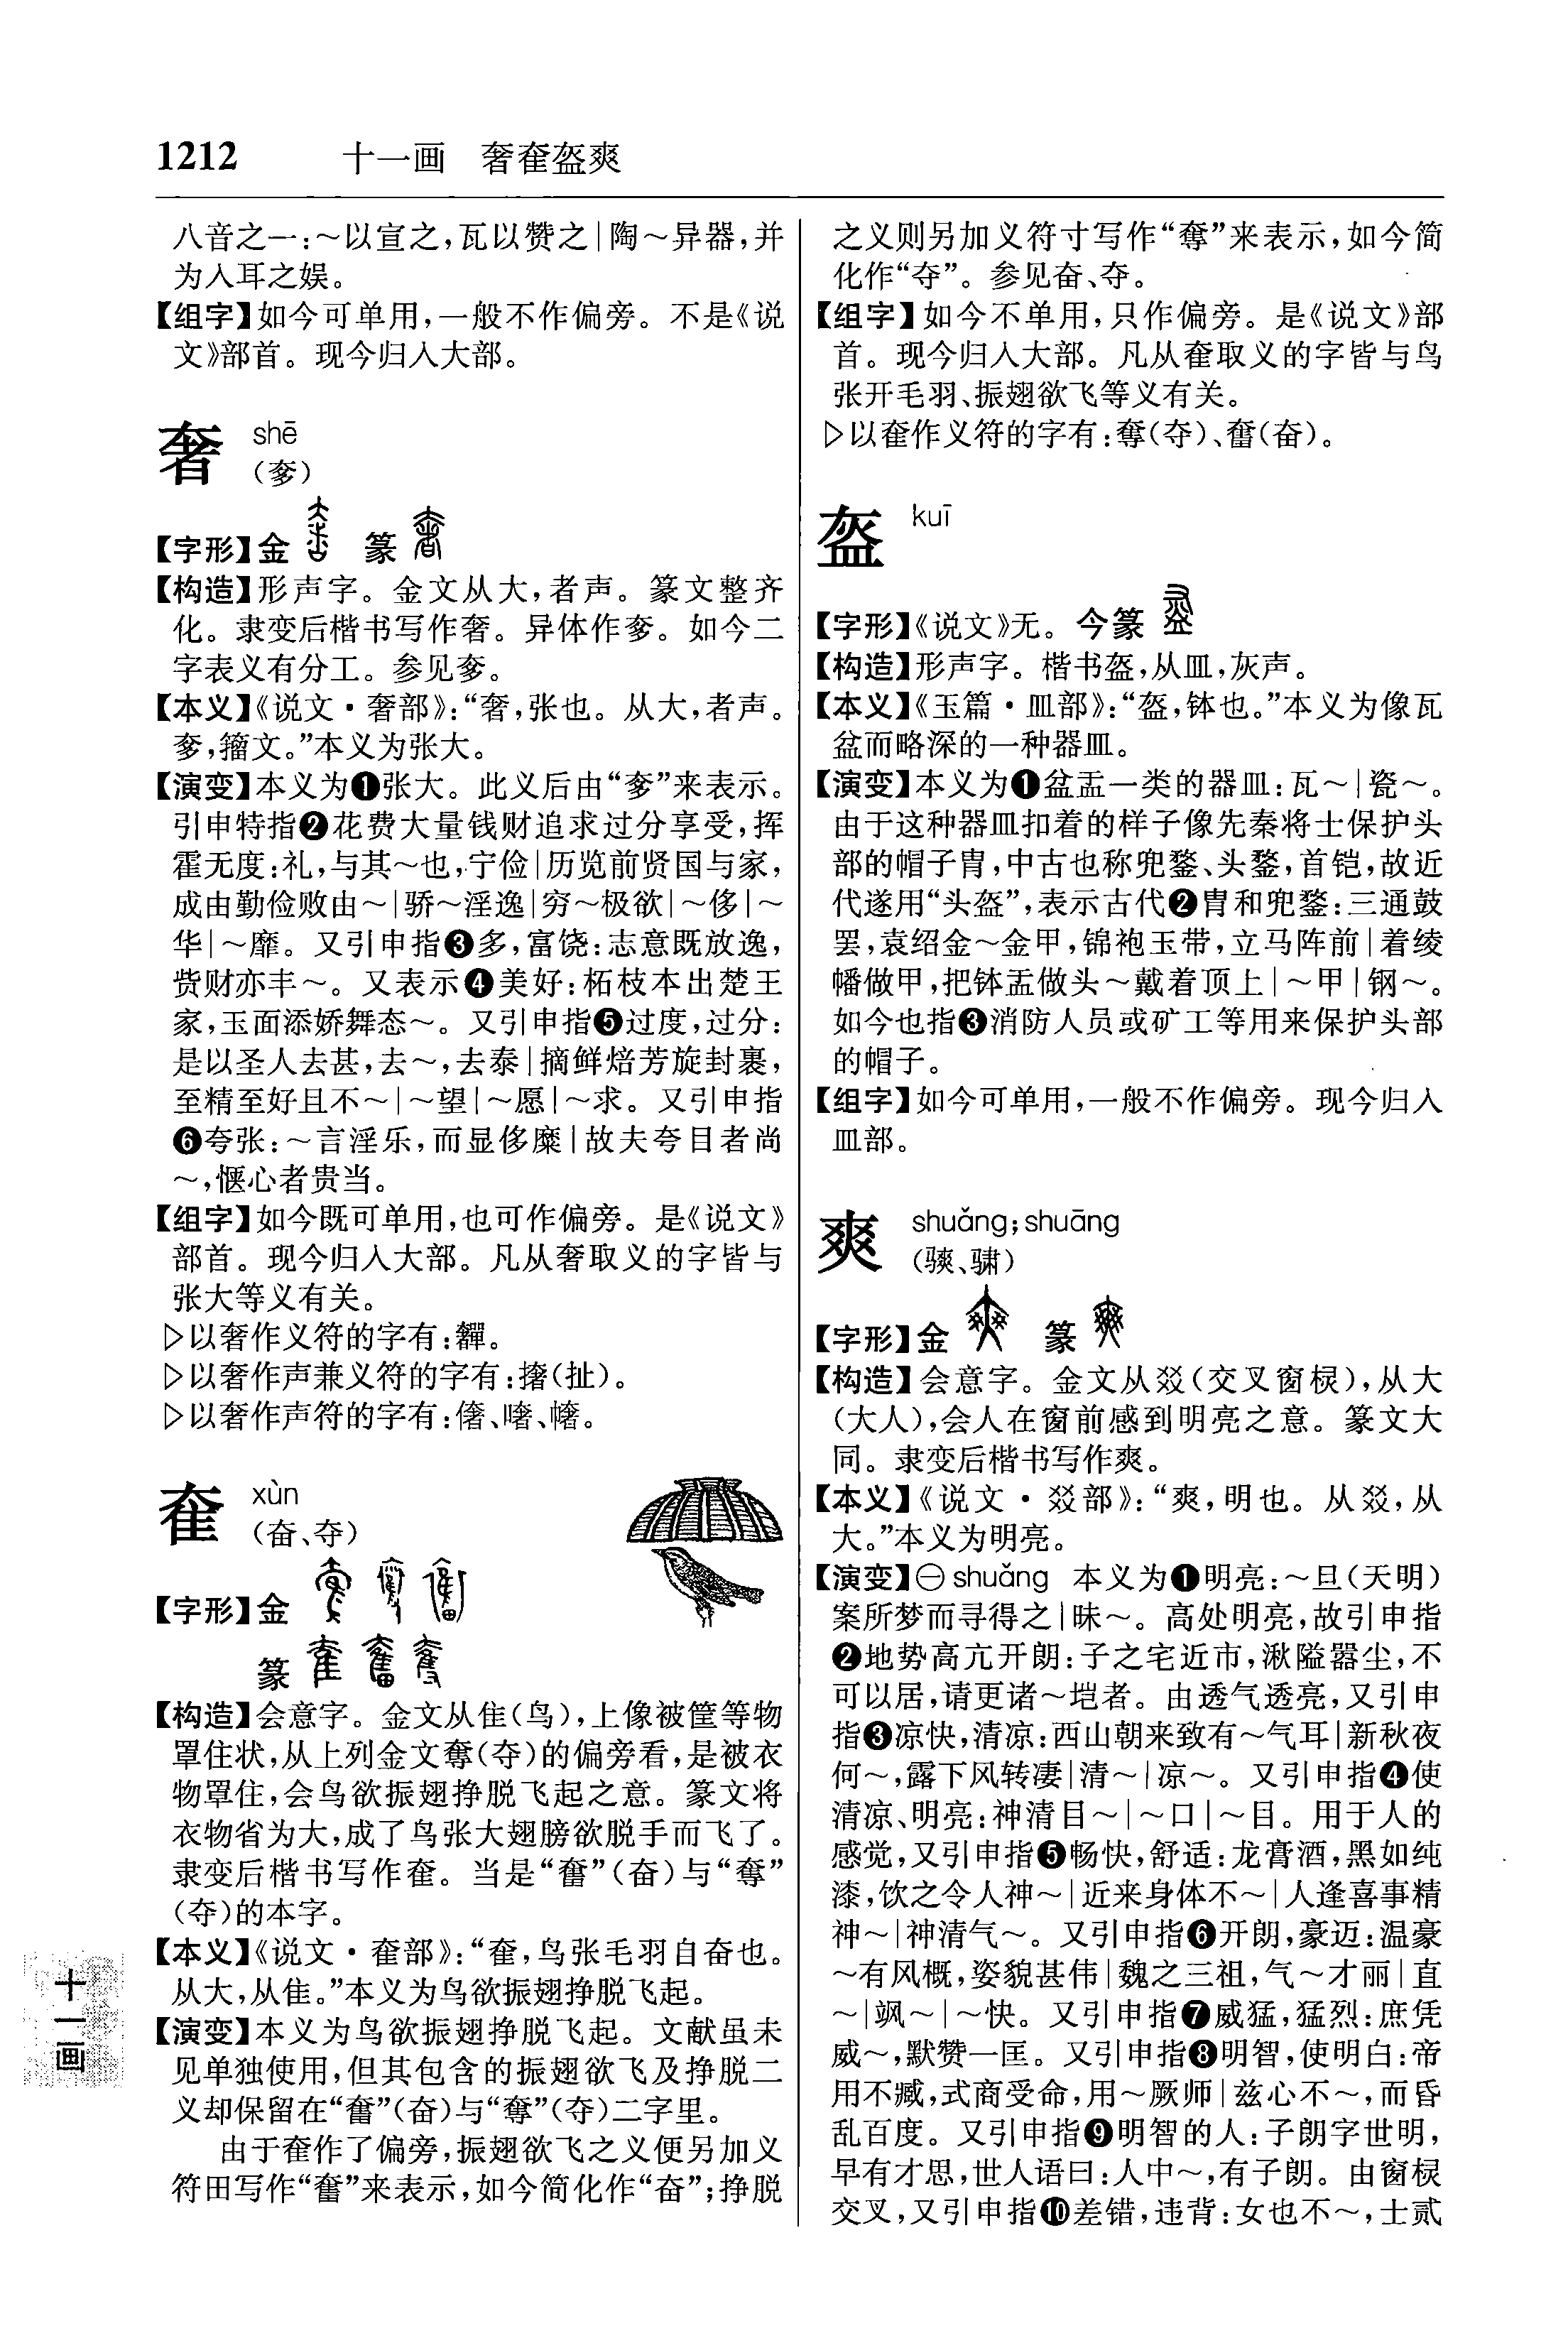 1212 十一画 奢奞盔爽
八音之一:～以宣之,瓦以赞之|陶～异器,并
为入耳之娱。
【组字】如今可单用,一般不作偏旁。不是《说
文》部首。现今归入大部。
奢 shē
(奓)
【字形】金 篆
【构造】形声字。金文从大,者声。篆文整齐
化。隶变后楷书写作奢。异体作奓。如今二
字表义有分工。参见奓。
【本义】《说文·奢部》:“奢,张也。从大,者声。
奓,籀文。”本义为张大。
【演变】本义为❶张大。此义后由“奓”来表示。
引申特指❷花费大量钱财追求过分享受,挥
霍无度:礼,与其～也,宁俭|历览前贤国与家,
成由勤俭败由～|骄～淫逸|穷～极欲|～侈|～
华|～靡。又引申指❸多,富饶:志意既放逸,
赀财亦丰～。又表示❹美好:柘枝本出楚王
家,玉面添娇舞态～。又引申指❺过度,过分:
是以圣人去甚,去～,去泰|摘鲜焙芳旋封裹,
至精至好且不～|～望|～愿|～求。又引申指
❻夸张:～言淫乐,而显侈糜|故夫夸目者尚
～,惬心者贵当。
【组字】如今既可单用,也可作偏旁。是《说文》
部首。现今归入大部。凡从奢取义的字皆与
张大等义有关。
▷以奢作义符的字有:奲。
▷以奢作声兼义符的字有:撦(扯)。
▷以奢作声符的字有:㒤、𡄳、㡇。
奞 xùn
(奋、夺)
【字形】金
篆
【构造】会意字。金文从隹(鸟),上像被筐等物
罩住状,从上列金文奪(夺)的偏旁看,是被衣
物罩住,会鸟欲振翅挣脱飞起之意。篆文将
衣物省为大,成了鸟张大翅膀欲脱手而飞了。
隶变后楷书写作奞。当是“奮”(奋)与“奪”
(夺)的本字。
【本义】《说文·奞部》:“奞,鸟张毛羽自奋也。
从大,从隹。”本义为鸟欲振翅挣脱飞起。
【演变】本义为鸟欲振翅挣脱飞起。文献虽未
见单独使用,但其包含的振翅欲飞及挣脱二
义却保留在“奮”(奋)与“奪”(夺)二字里。
由于奞作了偏旁,振翅欲飞之义便另加义
符田写作“奮”来表示,如今简化作“奋”;挣脱
之义则另加义符寸写作“奪”来表示,如今简
化作“夺”。参见奋、夺。
【组字】如今不单用,只作偏旁。是《说文》部
首。现今归入大部。凡从奞取义的字皆与鸟
张开毛羽、振翅欲飞等义有关。
▷以奞作义符的字有:奪(夺)、奮(奋)。
盔 kuī
【字形】《说文》无。今篆
【构造】形声字。楷书盔,从皿,灰声。
【本义】《玉篇·皿部》:“盔,钵也。”本义为像瓦
盆而略深的一种器皿。
【演变】本义为❶盆盂一类的器皿:瓦～|瓷～。
由于这种器皿扣着的样子像先秦将士保护头
部的帽子胄,中古也称兜鍪、头鍪,首铠,故近
代遂用“头盔”,表示古代❷胄和兜鍪:三通鼓
罢,袁绍金～金甲,锦袍玉带,立马阵前|着绫
幡做甲,把钵盂做头～戴着顶上|～甲|钢～。
如今也指❸消防人员或矿工等用来保护头部
的帽子。
【组字】如今可单用,一般不作偏旁。现今归入
皿部。
爽 shuǎng;shuāng
(骙、骕)
【字形】金 篆
【构造】会意字。金文从叕(交叉窗棂),从大
(大人),会人在窗前感到明亮之意。篆文大
同。隶变后楷书写作爽。
【本义】《说文·叕部》:“爽,明也。从叕,从
大。”本义为明亮。
【演变】㊀shuǎng 本义为❶明亮:～旦(天明)
案所梦而寻得之|昧～。高处明亮,故引申指
❷地势高亢开朗:子之宅近市,湫隘嚣尘,不
可以居,请更诸～垲者。由透气透亮,又引申
指❸凉快,清凉:西山朝来致有～气耳|新秋夜
何～,露下风转凄|清～|凉～。又引申指❹使
清凉、明亮:神清目～|～口|～目。用于人的
感觉,又引申指❺畅快,舒适:龙膏酒,黑如纯
漆,饮之令人神～|近来身体不～|人逢喜事精
神～|神清气～。又引申指❻开朗,豪迈:温豪
～有风概,姿貌甚伟|魏之三祖,气～才丽|直
～|飒～|～快。又引申指❼威猛,猛烈:庶凭
威～,默赞一匡。又引申指❽明智,使明白:帝
用不臧,式商受命,用～厥师|兹心不～,而昏
乱百度。又引申指❾明智的人:子朗字世明,
早有才思,世人语曰:人中～,有子朗。由窗棂
交叉,又引申指❿差错,违背:女也不～,士贰
十一画